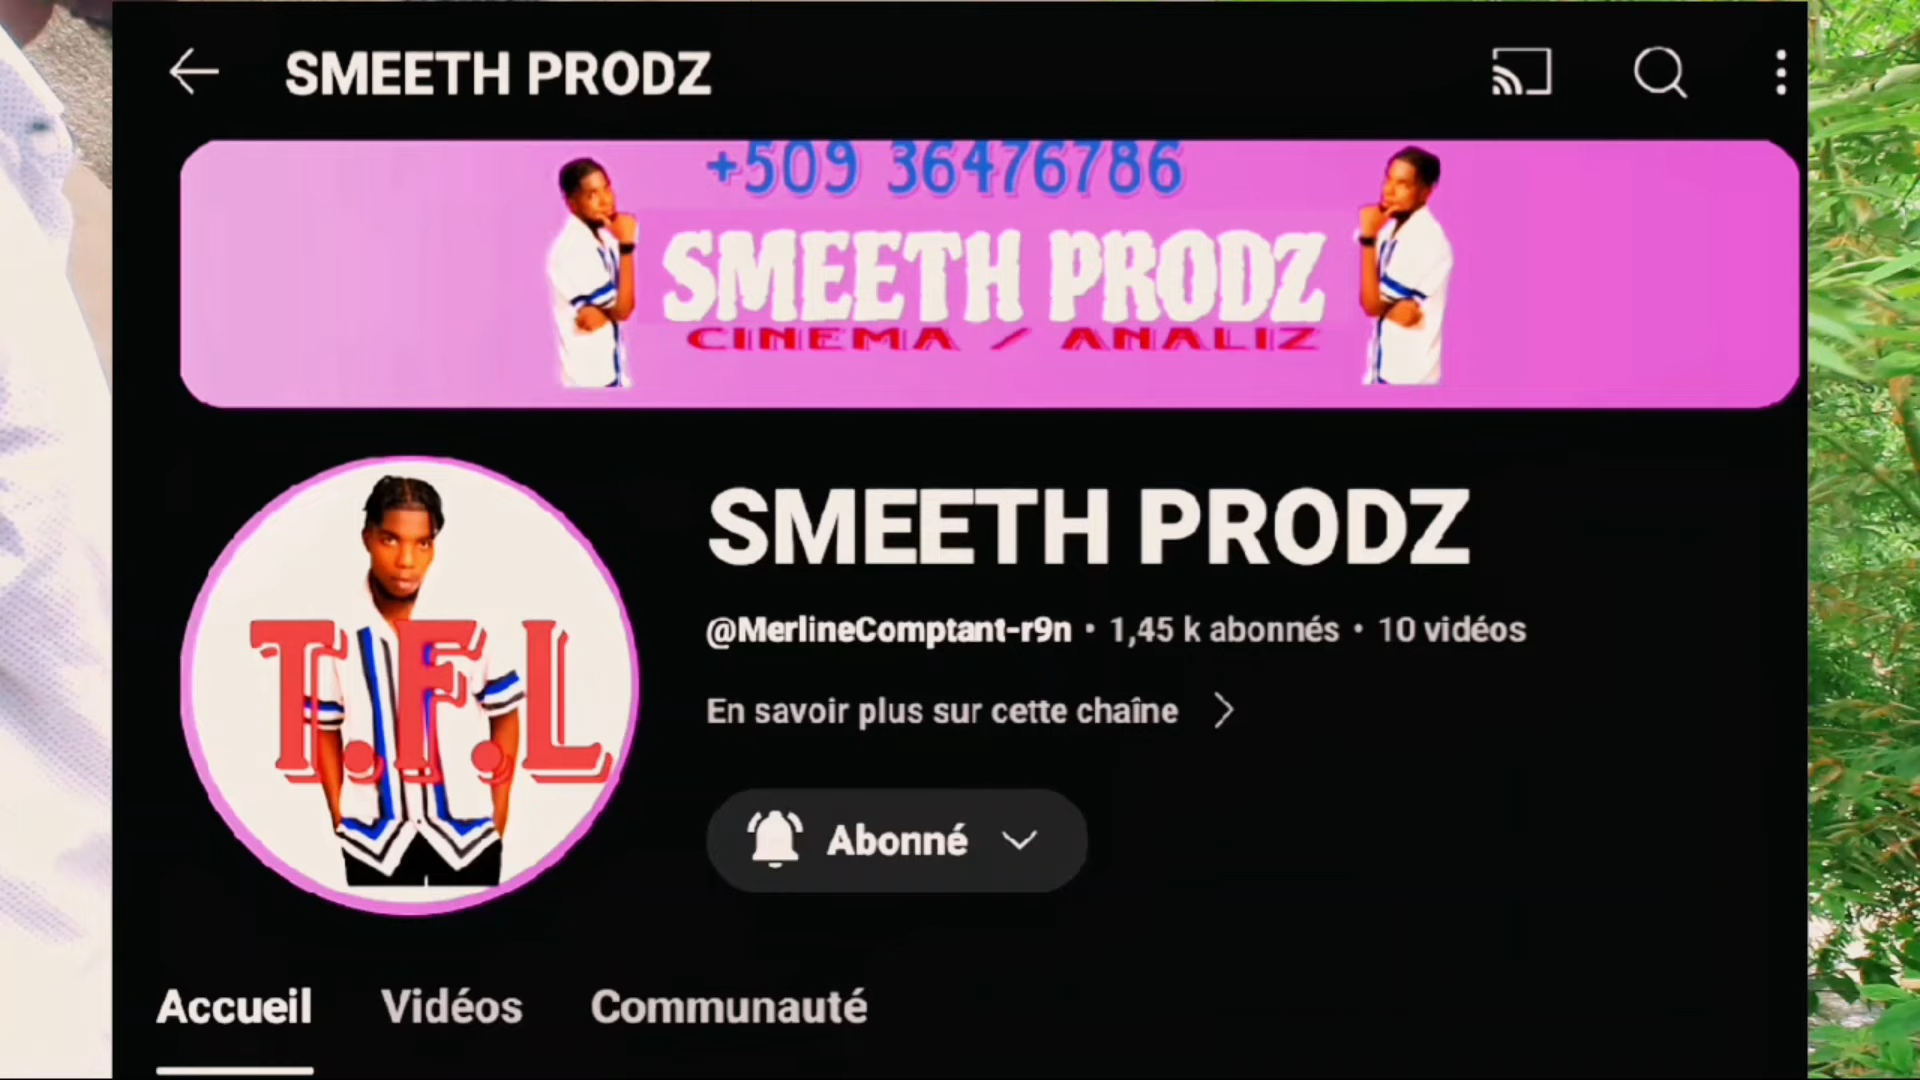 SMEETH PRODZ
+509 36476786
SMEETH PRODZ
CINEMA / ANALIZ
T.F.L
SMEETH PRODZ
@MerlineComptant-r9n • 1,45 k abonnés • 10 vidéos
En savoir plus sur cette chaîne
Abonné
Accueil Vidéos Communauté